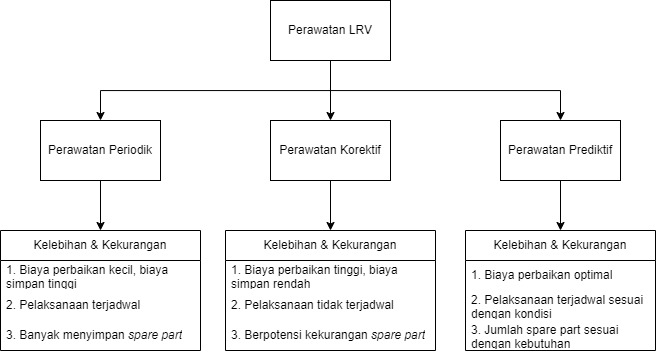 Perawatan LRV
Perawatan Periodik
Perawatan Korektif
Perawatan Prediktif
Kelebihan & Kekurangan
1. Biaya perbaikan kecil, biaya
simpan tinggi
2. Pelaksanaan terjadwal
3. Banyak menyimpan spare part
Kelebihan & Kekurangan
1. Biaya perbaikan tinggi, biaya
simpan rendah
2. Pelaksanaan tidak terjadwal
3. Berpotensi kekurangan spare part
Kelebihan & Kekurangan
1. Biaya perbaikan optimal
2. Pelaksanaan terjadwal sesuai
dengan kondisi
3. Jumlah spare part sesuai
dengan kebutuhan